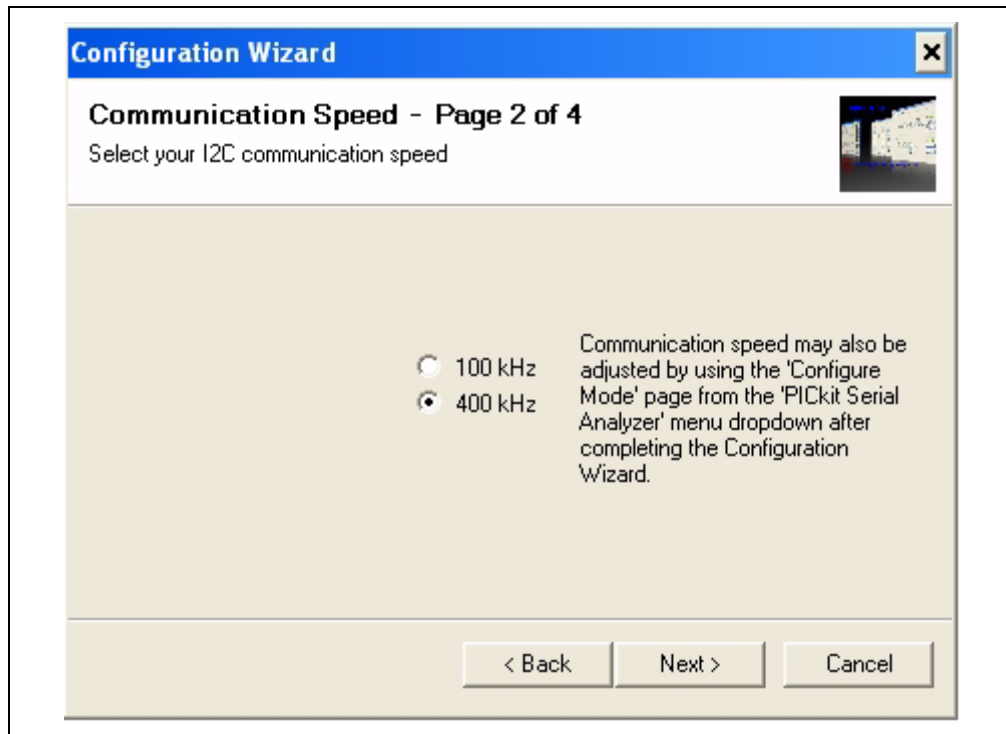 Configuration Wizard
Communication Speed - Page 2 of 4
Select your I2C communication speed
100 kHz
400 kHz
Communication speed may also be
adjusted by using the 'Configure
Mode' page from the 'PICkit Serial
Analyzer' menu dropdown after
completing the Configuration
Wizard.
< Back
Next >
Cancel